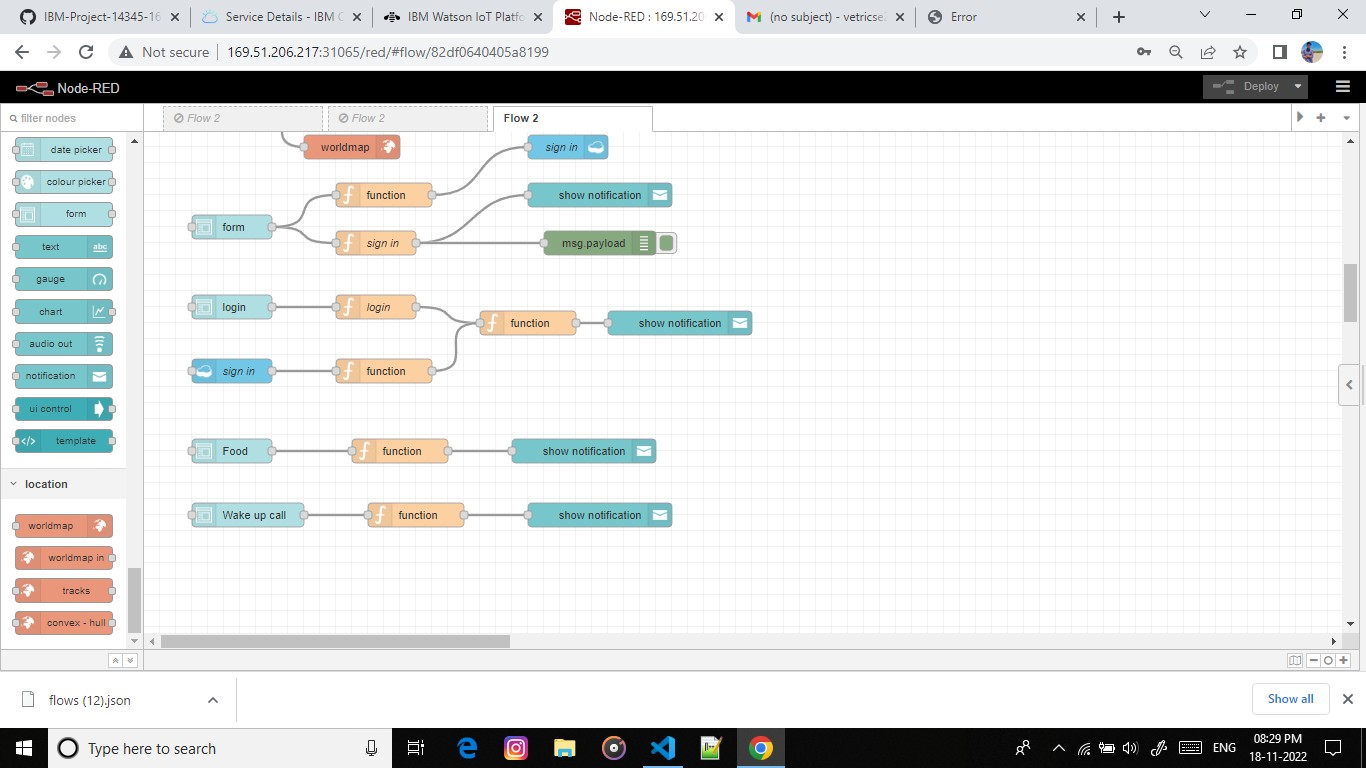 IBM-Project-14345-16
Service Details - IBM C
IBM Watson IoT Platfo
Node-RED : 169.51.20
(no subject) - vetricse
Error
Not secure
169.51.206.217:31065/red/#flow/82df0640405a8199
Node-RED
Deploy
filter nodes
Flow 2
Flow 2
Flow 2
date picker
colour picker
form
text
abc
gauge
chart
audio out
notification
ui control
template
location
worldmap
worldmap in
tracks
convex - hull
worldmap
sign in
function
show notification
form
sign in
msg.payload
login
login
function
show notification
sign in
function
Food
function
show notification
Wake up call
function
show notification
flows (12).json
Show all
Type here to search
ENG
08:29 PM
18-11-2022